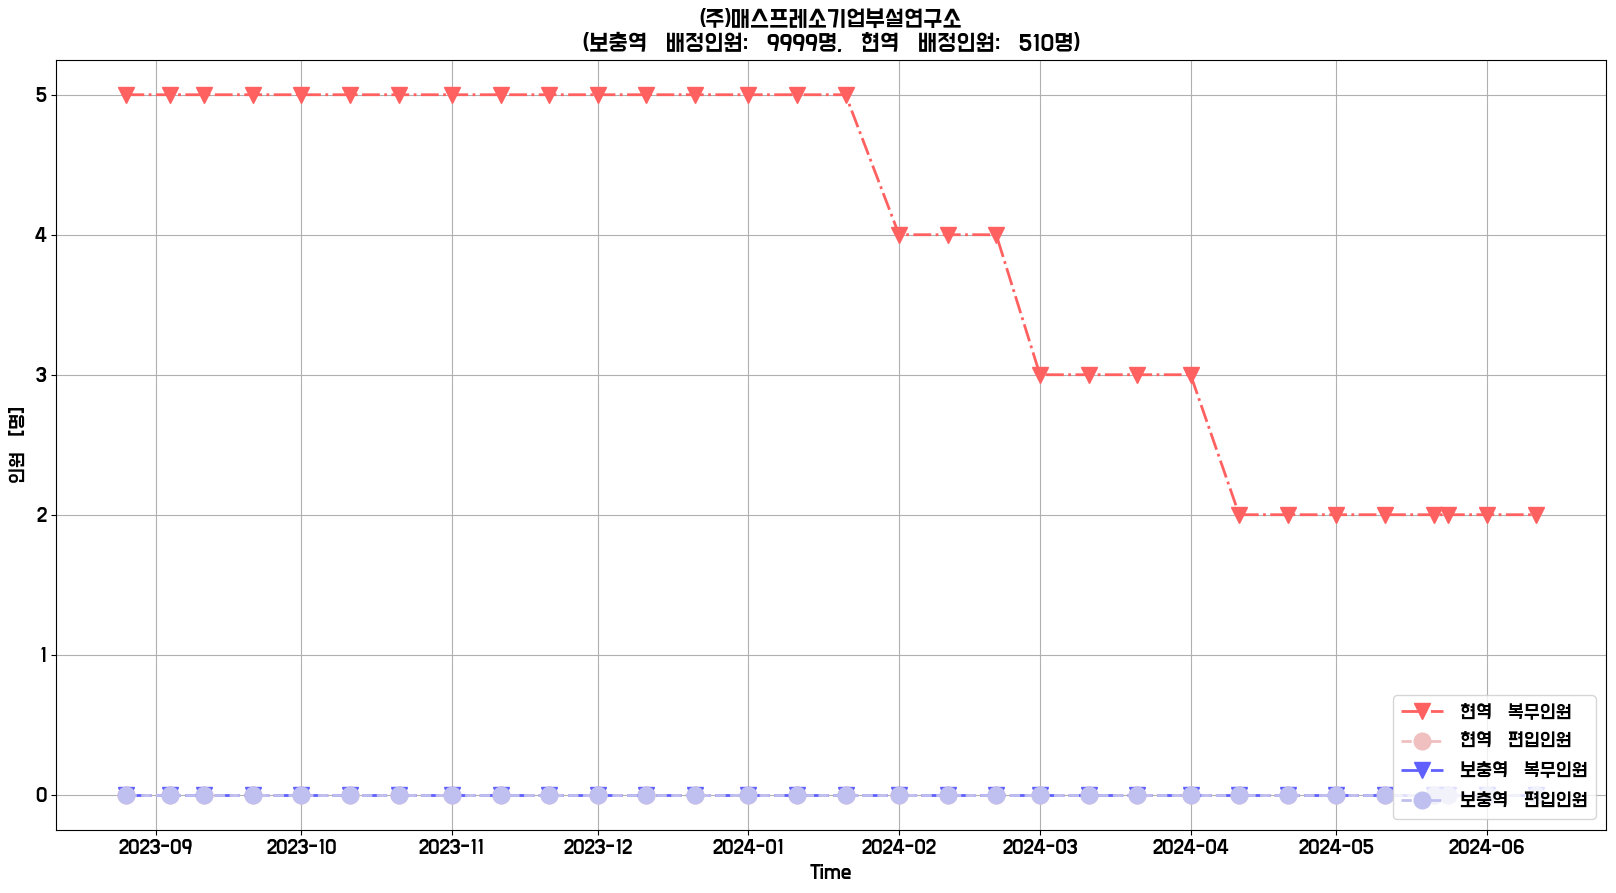 (주)매스프레소기업부설연구소
(보충역 배정인원: 9999명, 현역 배정인원: 510명)
5
4
3
2
1
0
인원 [명]
현역 복무인원
현역 편입인원
보충역 복무인원
보충역 편입인원
2023-09 2023-10 2023-11 2023-12 2024-01 2024-02 2024-03 2024-04 2024-05 2024-06
Time